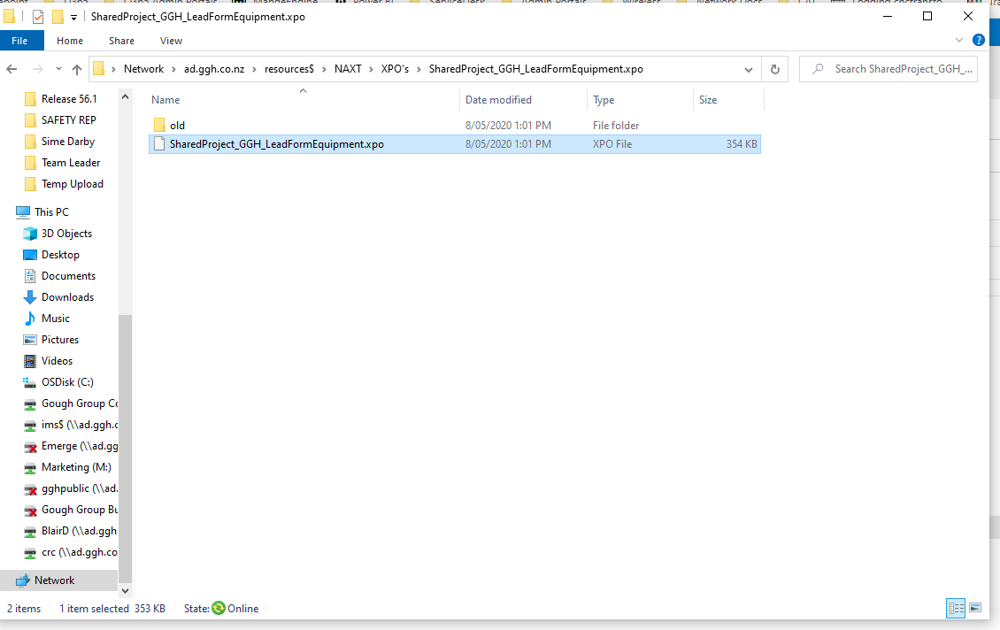 SharedProject_GGH_LeadFormEquipment.xpo
File Home Share View
Network ad.ggh.co.nz resources$ NAXT XPO's SharedProject_GGH_LeadFormEquipment.xpo
Search SharedProject_GGH_...
Name Date modified Type Size
old 8/05/2020 1:01 PM File folder
SharedProject_GGH_LeadFormEquipment.xpo 8/05/2020 1:01 PM XPO File 354 KB
Release 56.1
SAFETY REP
Sime Darby
Team Leader
Temp Upload
This PC
3D Objects
Desktop
Documents
Downloads
Music
Pictures
Videos
OSDisk (C:)
Gough Group Co
ims$ (\\ad.ggh.c
Emerge (\\ad.gg
Marketing (M:)
gghpublic (\\ad.
Gough Group Bu
BlairD (\\ad.ggh
crc (\\ad.ggh.co
Network
2 items 1 item selected 353 KB State: Online